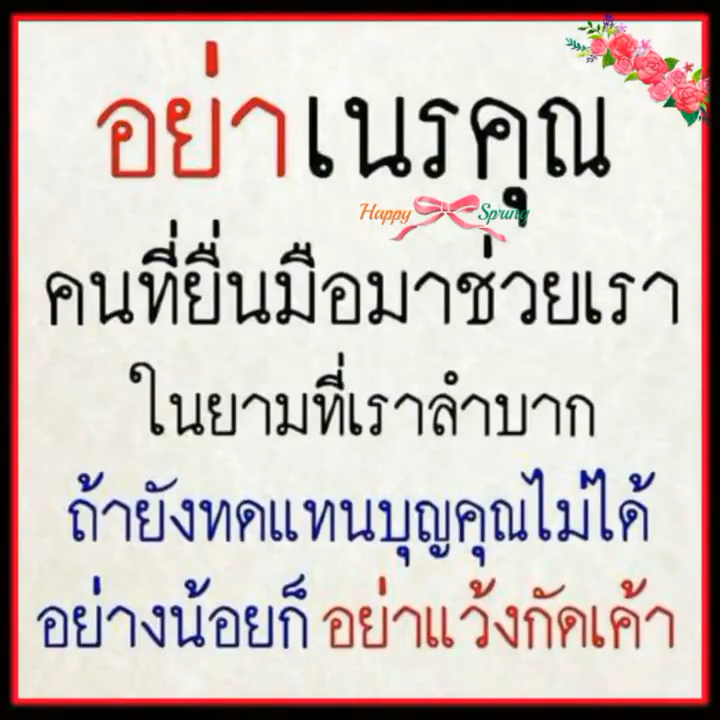 อย่าเนรคุณ
Happy Spring
คนที่ยื่นมือมาช่วยเรา
ในยามที่เราลำบาก
ถ้ายังทดแทนบุญคุณไม่ได้
อย่างน้อยก็ อย่าแว้งกัดเค้า